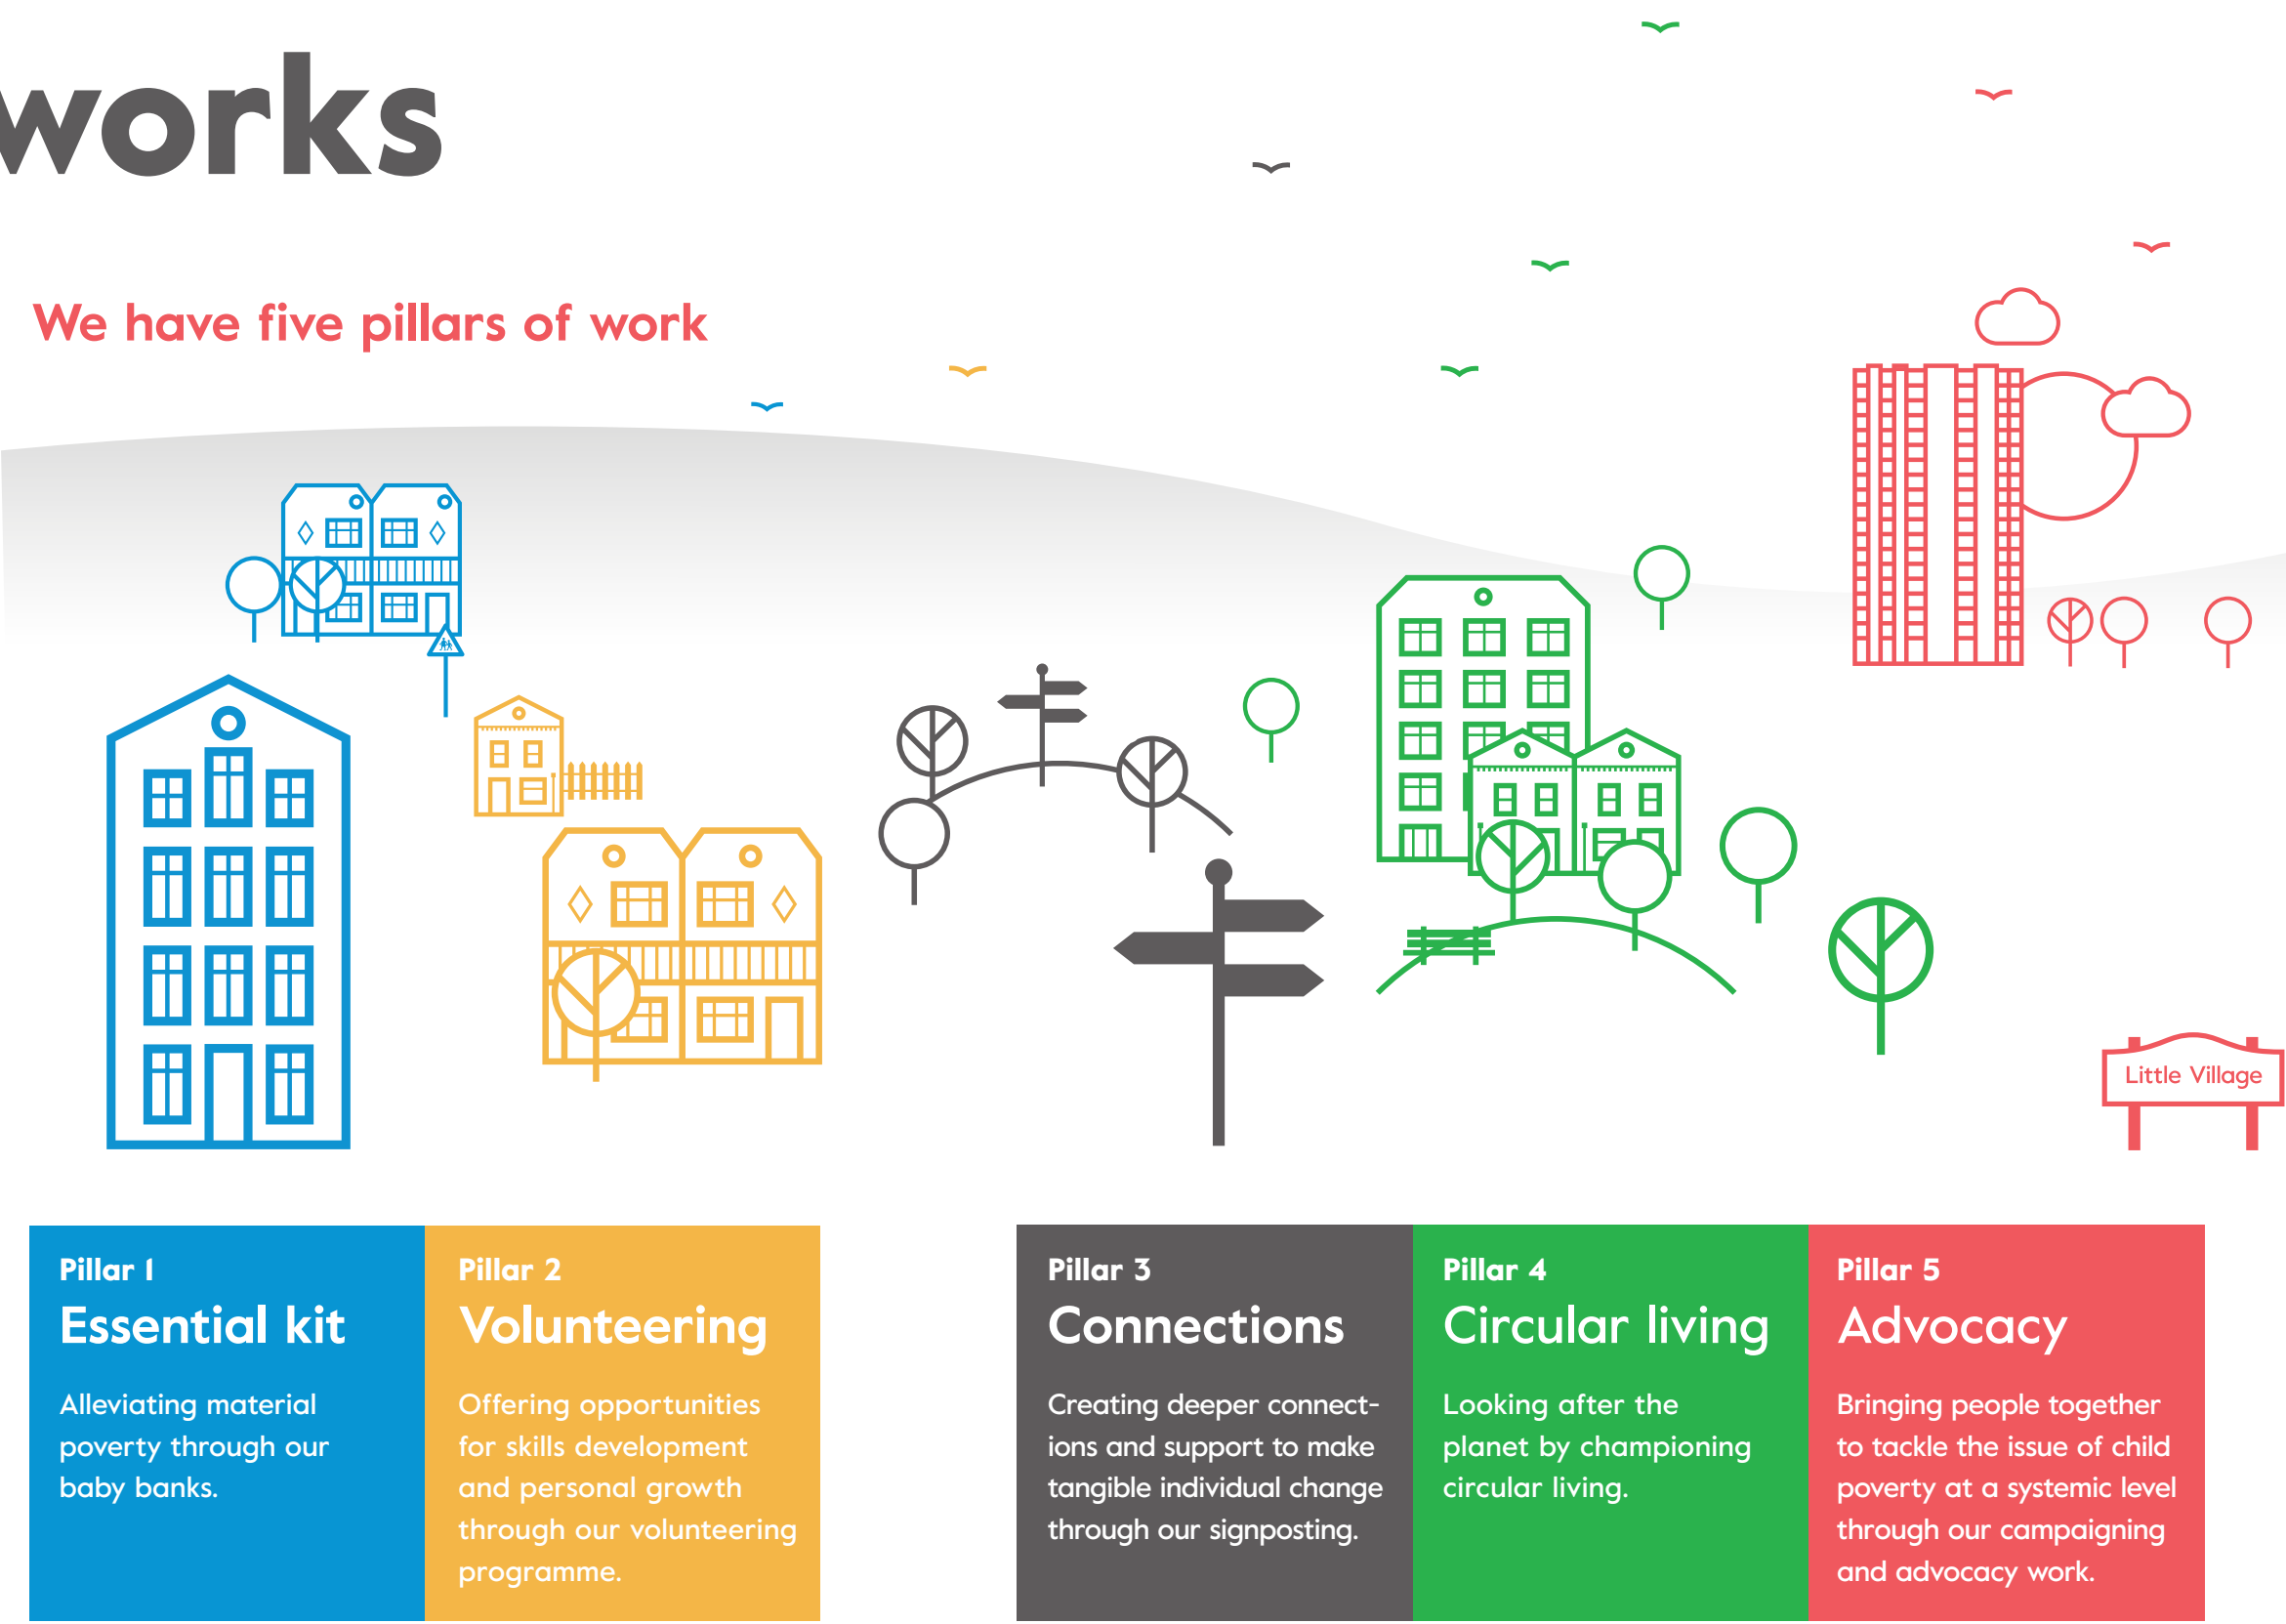 works
We have five pillars of work
Little Village
Pillar 1
Essential kit
Alleviating material
poverty through our
baby banks.
Pillar 2
Volunteering
Offering opportunities
for skills development
and personal growth
through our volunteering
programme.
Pillar 3
Connections
Creating deeper connect-
ions and support to make
tangible individual change
through our signposting.
Pillar 4
Circular living
Looking after the
planet by championing
circular living.
Pillar 5
Advocacy
Bringing people together
to tackle the issue of child
poverty at a systemic level
through our campaigning
and advocacy work.